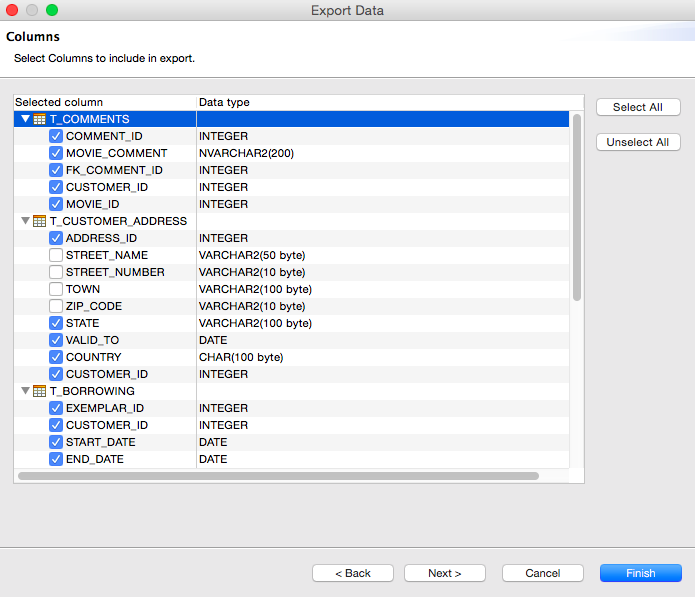 Export Data
Columns
Select Columns to include in export.
Selected column Data type
T_COMMENTS
COMMENT_ID INTEGER
MOVIE_COMMENT NVARCHAR2(200)
FK_COMMENT_ID INTEGER
CUSTOMER_ID INTEGER
MOVIE_ID INTEGER
T_CUSTOMER_ADDRESS
ADDRESS_ID INTEGER
STREET_NAME VARCHAR2(50 byte)
STREET_NUMBER VARCHAR2(10 byte)
TOWN VARCHAR2(100 byte)
ZIP_CODE VARCHAR2(10 byte)
STATE VARCHAR2(100 byte)
VALID_TO DATE
COUNTRY CHAR(100 byte)
CUSTOMER_ID INTEGER
T_BORROWING
EXEMPLAR_ID INTEGER
CUSTOMER_ID INTEGER
START_DATE DATE
END_DATE DATE
Select All
Unselect All
< Back Next > Cancel Finish